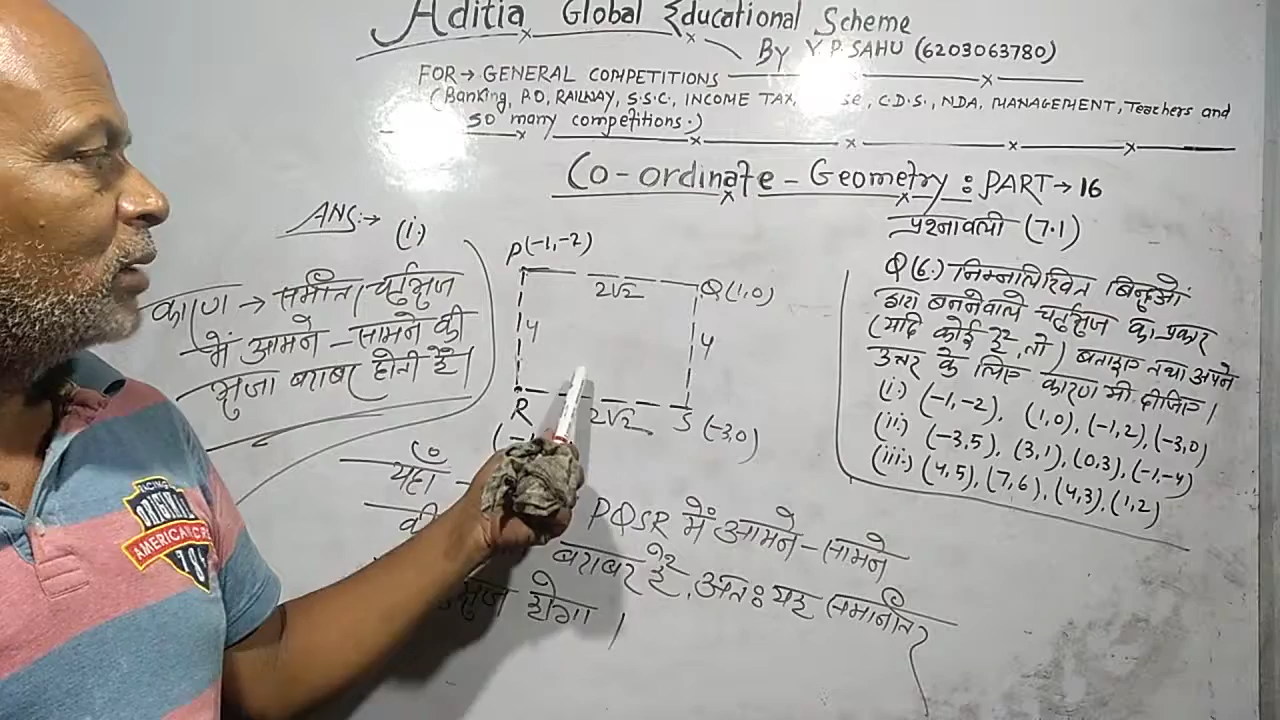 Aditia Global Educational Scheme
By Y.P. SAHU (6203063780)
FOR → GENERAL COMPETITIONS
(Banking, P.O, RAILWAY, S.S.C., INCOME TAX, C.D.S., NDA, MANAGEMENT, Teachers and
so many competitions.)
Co-ordinate-Geometry : PART → 16
प्रश्नावली (7.1)
Q(6.) निम्नलिखित बिन्दुओं
द्वारा बननेवाले चर्तुभुज का प्रकार
(यदि कोई है, तो) बताइए तथा अपने
उत्तर के लिए कारण भी दीजिए।
(i.) (-1,-2), (1,0), (-1,2), (-3,0)
(ii.) (-3,5), (3,1), (0,3), (-1,-4)
(iii.) (4,5), (7,6), (4,3), (1,2)
ANS:→ (i.)
कारण → समांतर चर्तुभुज
में आमने-सामने की
भुजा बराबर होती है।
P(-1,-2)
2√2
Q(1,0)
4
4
R
2√2
S (-3,0)
यहाँ
PQSR में आमने-सामने
की
बराबर है, अतः यह समांतर
होगा।
ORIGINAL
AMERICAN